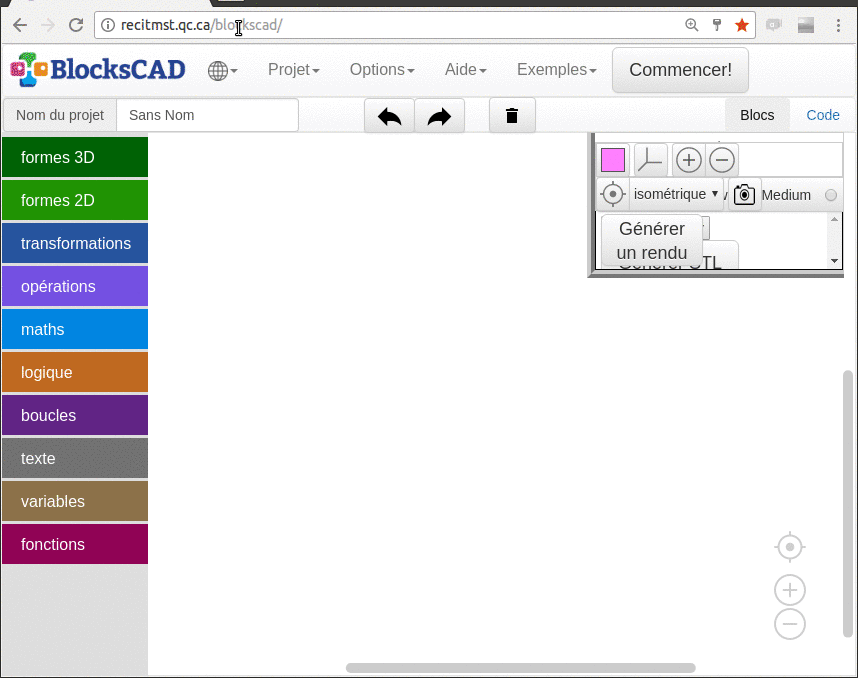 recitmst.qc.ca/blockscad/
BlocksCAD
Projet
Options
Aide
Exemples
Commencer!
Nom du projet
Sans Nom
Blocs
Code
formes 3D
formes 2D
transformations
opérations
maths
logique
boucles
texte
variables
fonctions
isométrique
Medium
Générer
un rendu